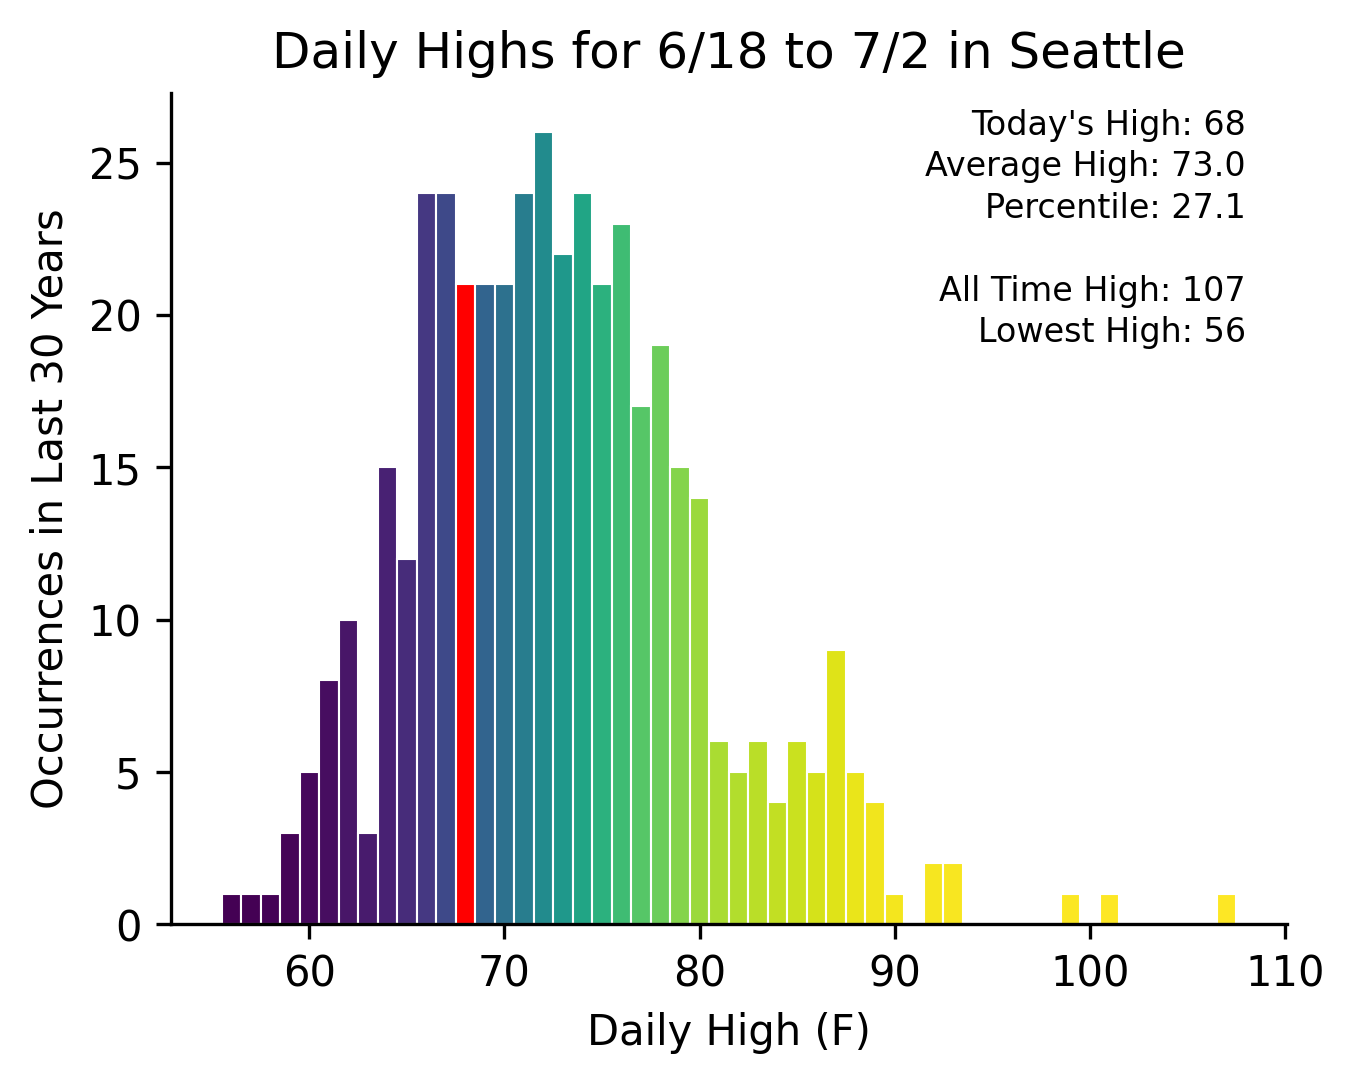 Daily Highs for 6/18 to 7/2 in Seattle
Today's High: 68
Average High: 73.0
Percentile: 27.1
All Time High: 107
Lowest High: 56
Occurrences in Last 30 Years
25
20
15
10
5
0
60 70 80 90 100 110
Daily High (F)